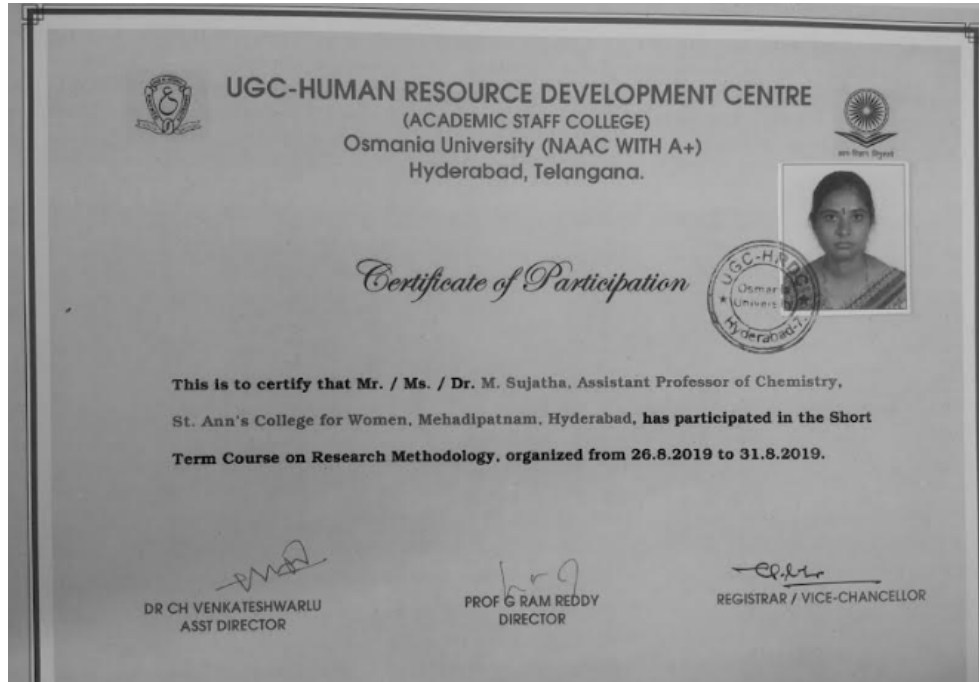 UGC-HUMAN RESOURCE DEVELOPMENT CENTRE
(ACADEMIC STAFF COLLEGE)
Osmania University (NAAC WITH A+)
Hyderabad, Telangana.
ज्ञान-विज्ञान विमुक्तये
Certificate of Participation
UGC-HRDC
Osmania
University
Hyderabad-7.
This is to certify that Mr. / Ms. / Dr. M. Sujatha, Assistant Professor of Chemistry,
St. Ann's College for Women, Mehadipatnam, Hyderabad, has participated in the Short
Term Course on Research Methodology, organized from 26.8.2019 to 31.8.2019.
DR CH VENKATESHWARLU
ASST DIRECTOR
PROF G RAM REDDY
DIRECTOR
REGISTRAR / VICE-CHANCELLOR